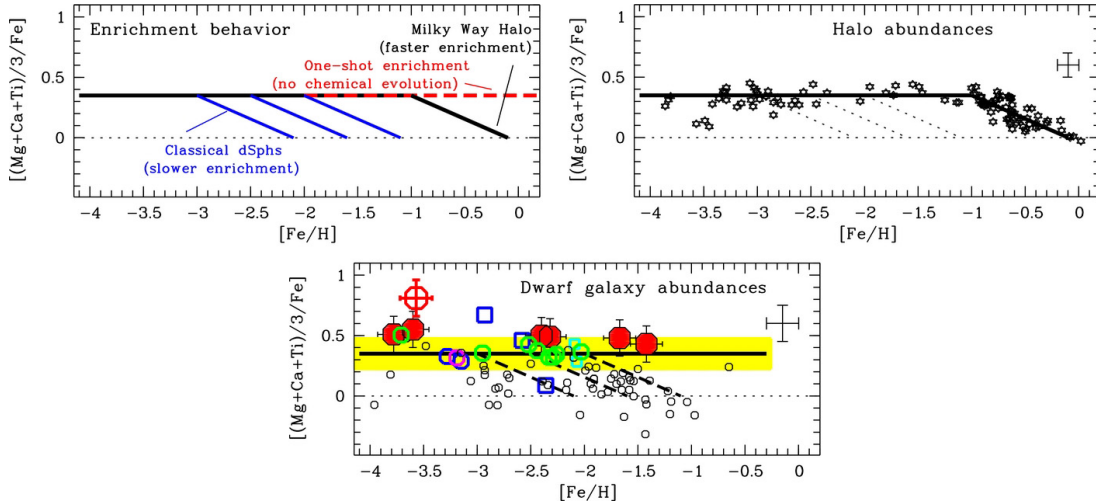 Enrichment behavior
Milky Way Halo
(faster enrichment)
One-shot enrichment
(no chemical evolution)
Classical dSphs
(slower enrichment)
[(Mg+Ca+Ti)/3/Fe]
1
0.5
0
-4
-3.5
-3
-2.5
-2
-1.5
-1
-0.5
0
[Fe/H]
Halo abundances
[(Mg+Ca+Ti)/3/Fe]
1
0.5
0
-4
-3.5
-3
-2.5
-2
-1.5
-1
-0.5
0
[Fe/H]
Dwarf galaxy abundances
[(Mg+Ca+Ti)/3/Fe]
1
0.5
0
-4
-3.5
-3
-2.5
-2
-1.5
-1
-0.5
0
[Fe/H]